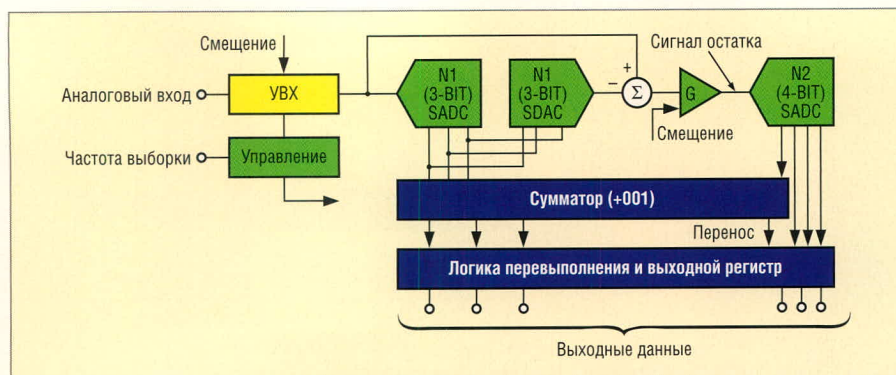 Смещение
Аналоговый вход
УВХ
Частота выборки
Управление
N1
(3-BIT)
SADC
N1
(3-BIT)
SDAC
+
–
Σ
G
Смещение
Сигнал остатка
N2
(4-BIT)
SADC
Сумматор (+001)
Перенос
Логика перевыполнения и выходной регистр
Выходные данные